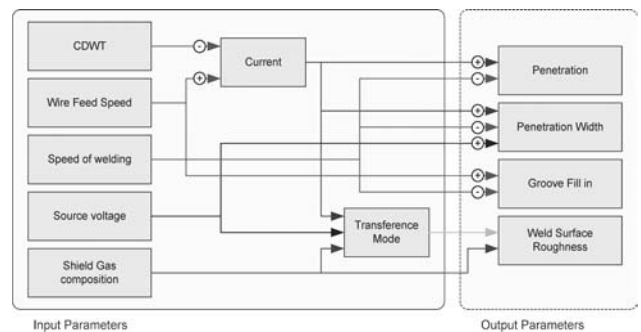 CDWT
-
Current
Wire Feed Speed
+
Speed of welding
Source voltage
Shield Gas
composition
Transference
Mode
+
-
Penetration
+
-
+
Penetration Width
+
-
Groove Fill in
Weld Surface
Roughness
Input Parameters
Output Parameters